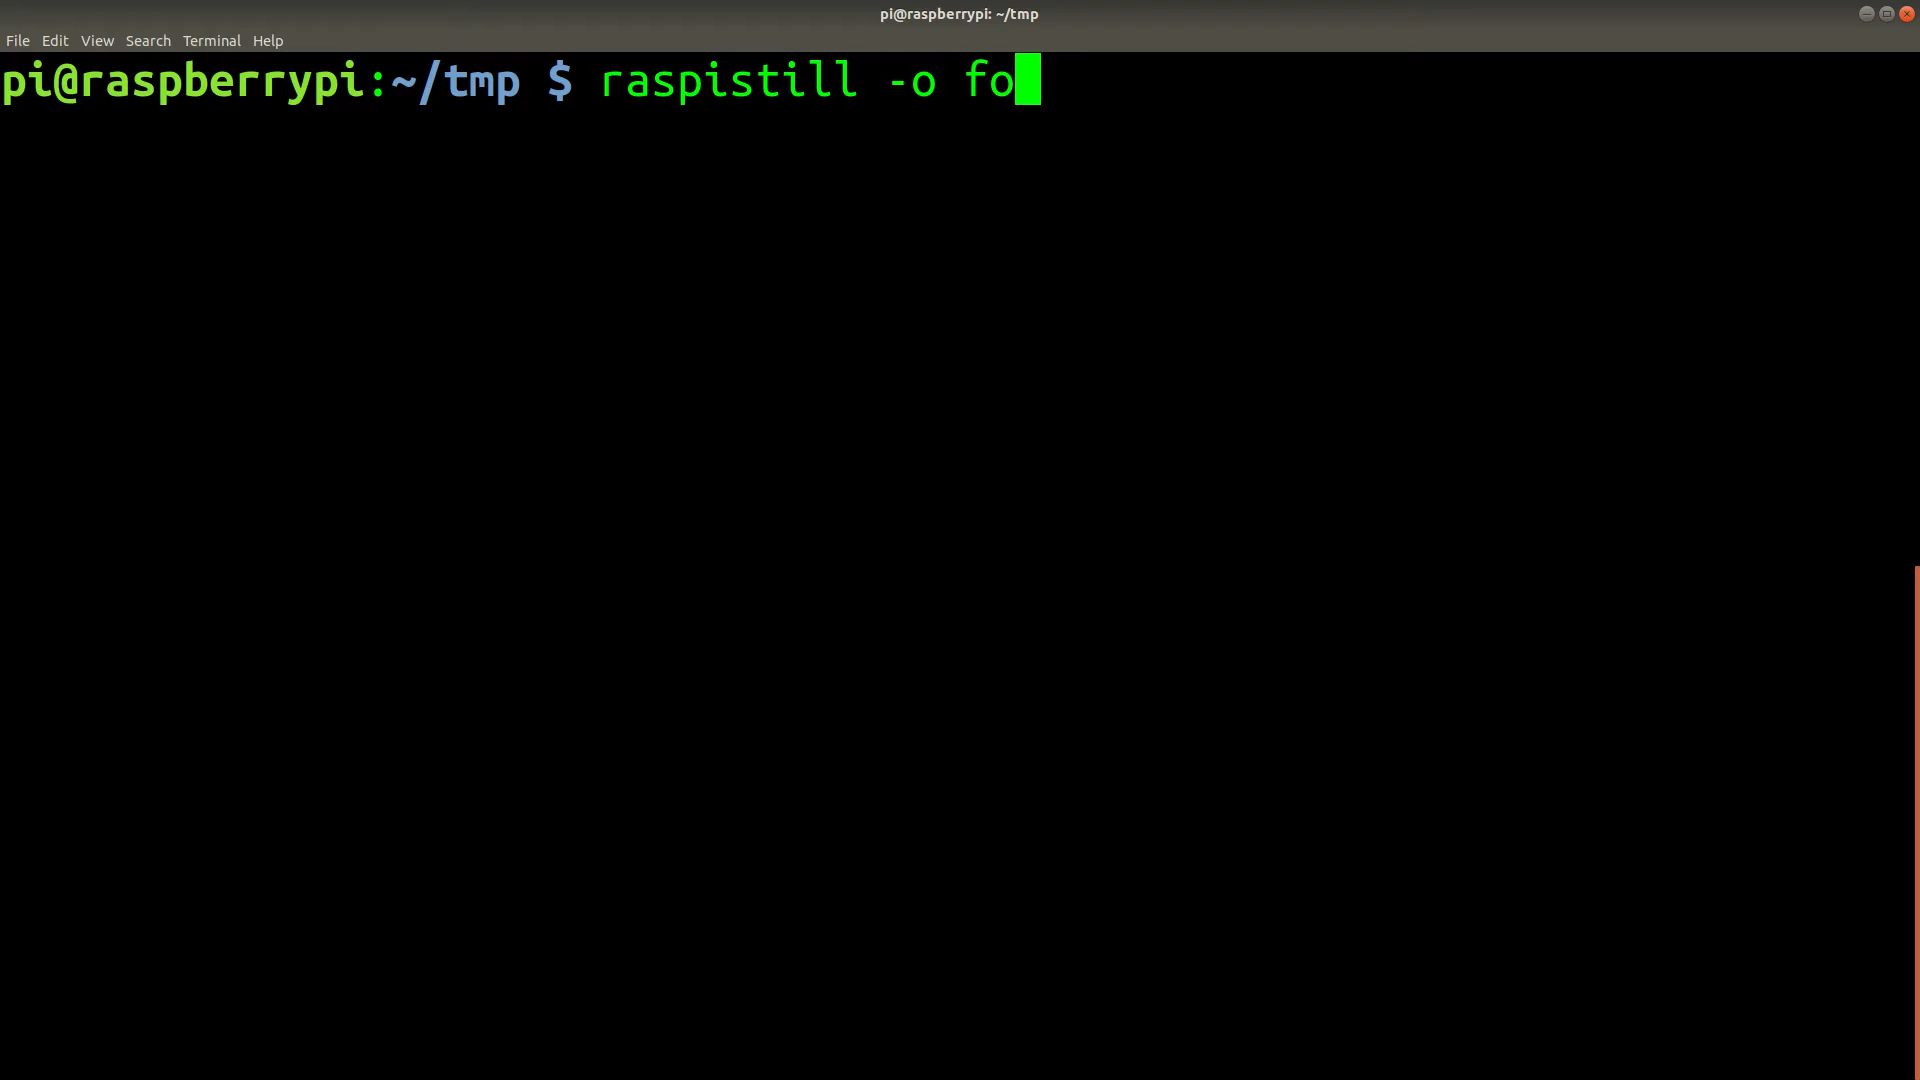 pi@raspberrypi: ~/tmp
File Edit View Search Terminal Help
pi@raspberrypi:~/tmp $ raspistill -o fo